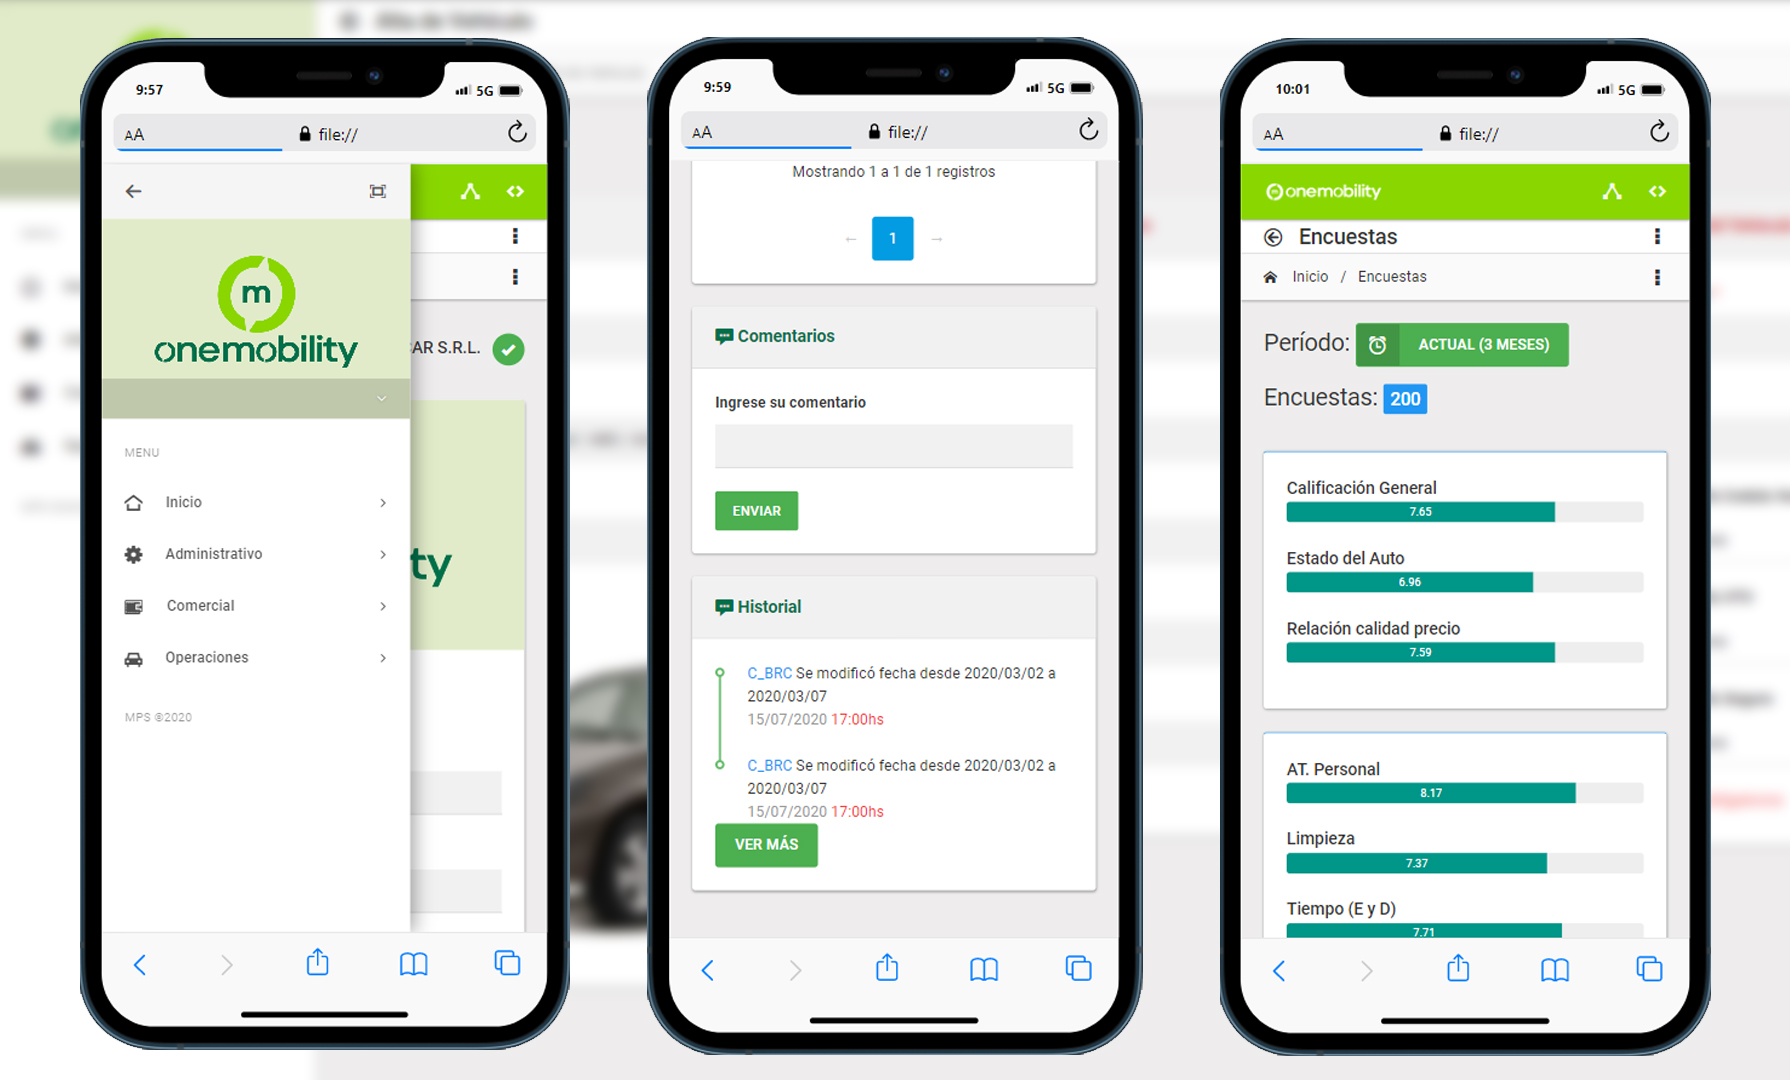 9:57
5G
AA
file://
m
onemobility
AR S.R.L.
MENU
Inicio
Administrativo
Comercial
Operaciones
ty
MPS ©2020
9:59
5G
AA
file://
Mostrando 1 a 1 de 1 registros
← 1 →
Comentarios
Ingrese su comentario
ENVIAR
Historial
C_BRC Se modificó fecha desde 2020/03/02 a
2020/03/07
15/07/2020 17:00hs
C_BRC Se modificó fecha desde 2020/03/02 a
2020/03/07
15/07/2020 17:00hs
VER MÁS
10:01
5G
AA
file://
m onemobility
Encuestas
Inicio / Encuestas
Período: ACTUAL (3 MESES)
Encuestas: 200
Calificación General
7.65
Estado del Auto
6.96
Relación calidad precio
7.59
AT. Personal
8.17
Limpieza
7.37
Tiempo (E y D)
7.71